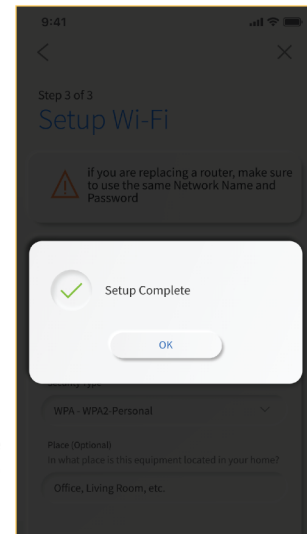 9:41
Step 3 of 3
Setup Wi-Fi
if you are replacing a router, make sure
to use the same Network Name and
Password
Setup Complete
OK
Security Type
WPA - WPA2-Personal
Place (Optional)
In what place is this equipment located in your home?
Office, Living Room, etc.